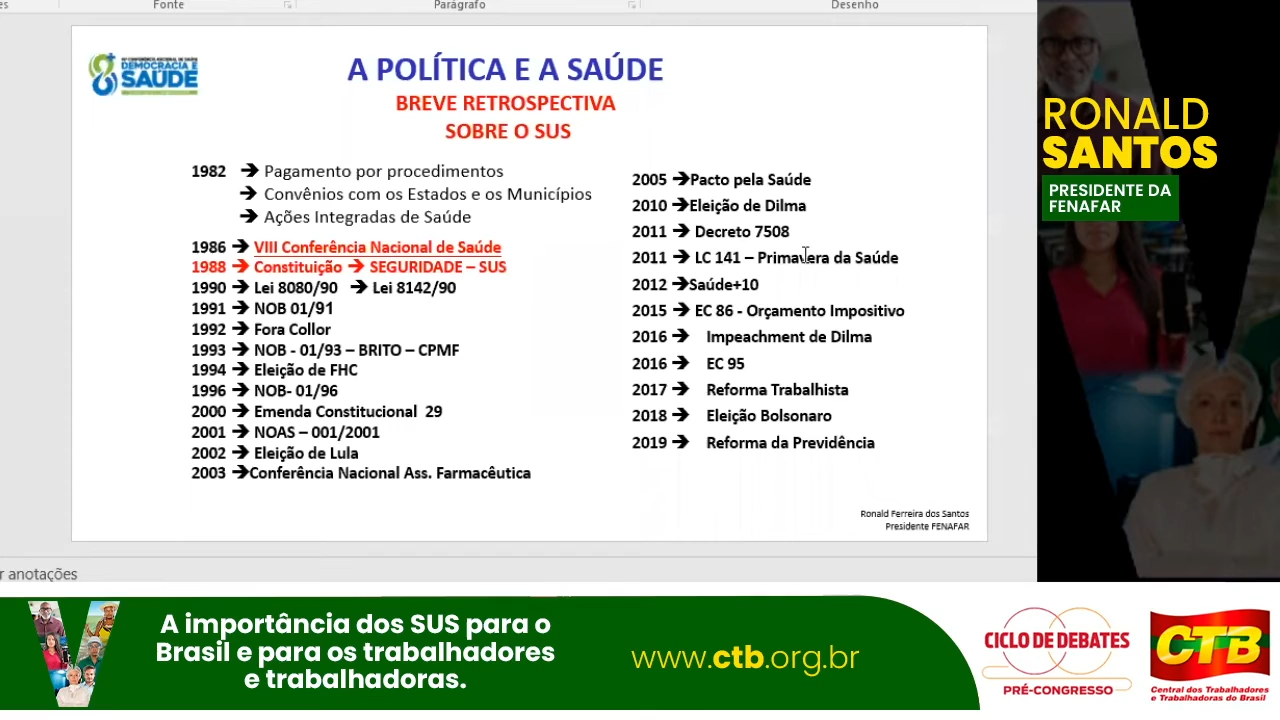 Fonte
Parágrafo
Desenho
DEMOCRACIA E
SAÚDE
A POLÍTICA E A SAÚDE
BREVE RETROSPECTIVA
SOBRE O SUS
1982 → Pagamento por procedimentos
→ Convênios com os Estados e os Municípios
→ Ações Integradas de Saúde
1986 → VIII Conferência Nacional de Saúde
1988 → Constituição → SEGURIDADE – SUS
1990 → Lei 8080/90 → Lei 8142/90
1991 → NOB 01/91
1992 → Fora Collor
1993 → NOB - 01/93 – BRITO – CPMF
1994 → Eleição de FHC
1996 → NOB- 01/96
2000 → Emenda Constitucional 29
2001 → NOAS – 001/2001
2002 → Eleição de Lula
2003 →Conferência Nacional Ass. Farmacêutica
2005 →Pacto pela Saúde
2010 →Eleição de Dilma
2011 → Decreto 7508
2011 → LC 141 – Primavera da Saúde
2012 →Saúde+10
2015 → EC 86 - Orçamento Impositivo
2016 → Impeachment de Dilma
2016 → EC 95
2017 → Reforma Trabalhista
2018 → Eleição Bolsonaro
2019 → Reforma da Previdência
Ronald Ferreira dos Santos
Presidente FENAFAR
r anotações
RONALD
SANTOS
PRESIDENTE DA
FENAFAR
A importância dos SUS para o
Brasil e para os trabalhadores
e trabalhadoras.
www.ctb.org.br
CICLO DE DEBATES
PRÉ-CONGRESSO
CTB
Central dos Trabalhadores
e Trabalhadoras do Brasil